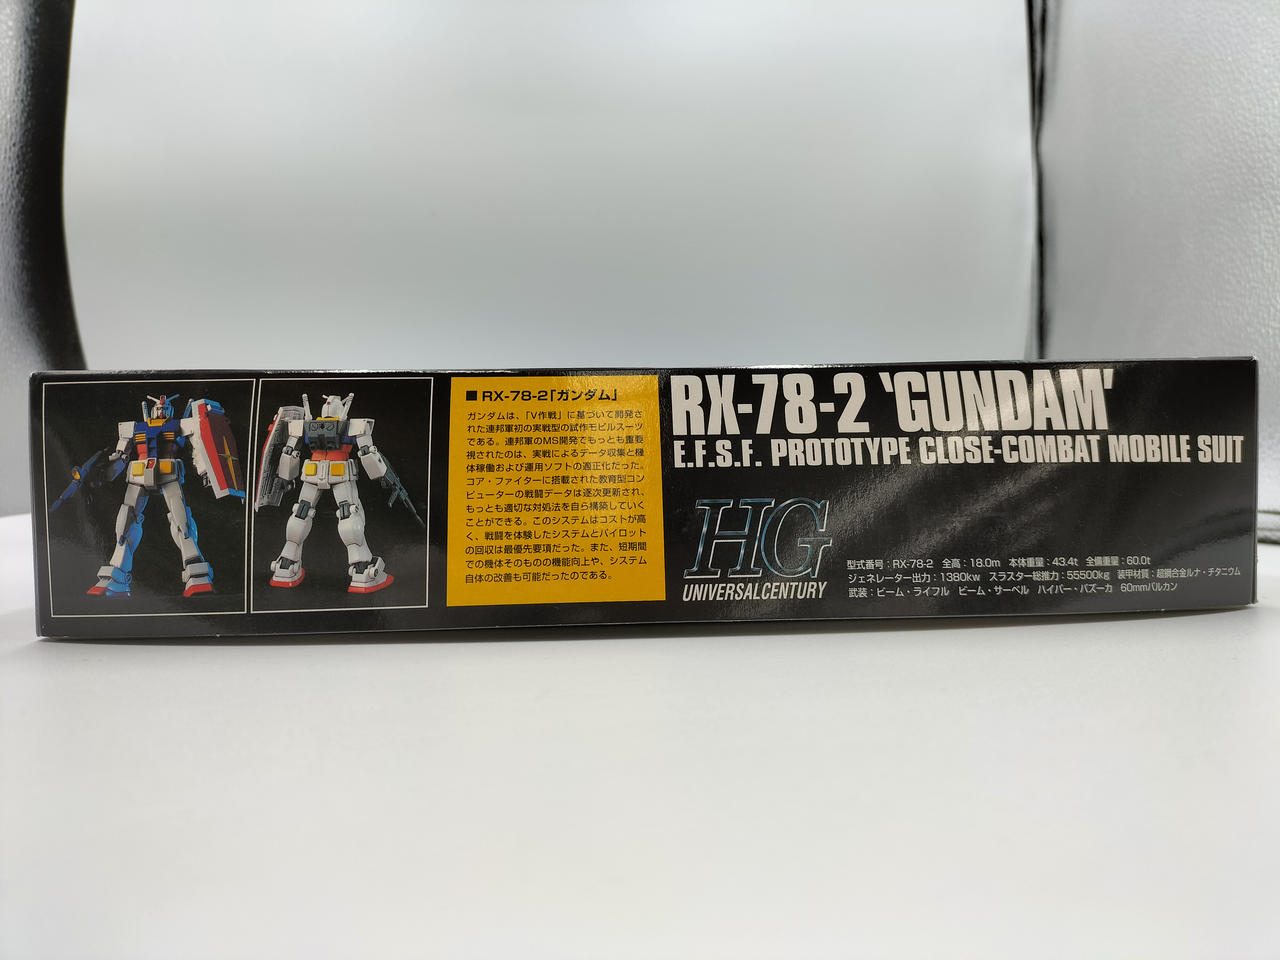 ■ RX-78-2「ガンダム」
ガンダムは、「V作戦」に基づいて開発さ
れた連邦軍初の実戦型の試作モビルスーツ
である。連邦軍のMS開発でもっとも重要
視されたのは、実戦によるデータ収集と機
体稼働および運用ソフトの適正化だった。
コア・ファイターに搭載された教育型コン
ピューターの戦闘データは逐次更新され、
もっとも適切な対処法を自ら構築していく
ことができる。このシステムはコストが高
く、戦闘を体験したシステムとパイロット
の回収は最優先要項だった。また、短期間
での機体そのものの機能向上や、システム
自体の改善も可能だったのである。
RX-78-2 'GUNDAM'
E.F.S.F. PROTOTYPE CLOSE-COMBAT MOBILE SUIT
HG
UNIVERSAL CENTURY
型式番号：RX-78-2 全高：18.0m 本体重量：43.4t 全備重量：60.0t
ジェネレーター出力：1380kw スラスター総推力：55500kg 装甲材質：超鋼合金ルナ・チタニウム
武装：ビーム・ライフル ビーム・サーベル ハイパー・バズーカ 60mmバルカン